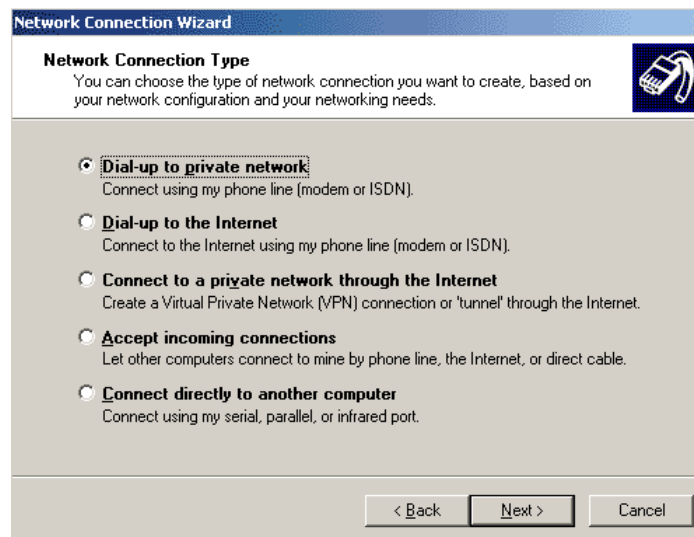 Network Connection Wizard
Network Connection Type
You can choose the type of network connection you want to create, based on
your network configuration and your networking needs.
Dial-up to private network
Connect using my phone line (modem or ISDN).
Dial-up to the Internet
Connect to the Internet using my phone line (modem or ISDN).
Connect to a private network through the Internet
Create a Virtual Private Network (VPN) connection or 'tunnel' through the Internet.
Accept incoming connections
Let other computers connect to mine by phone line, the Internet, or direct cable.
Connect directly to another computer
Connect using my serial, parallel, or infrared port.
< Back
Next >
Cancel